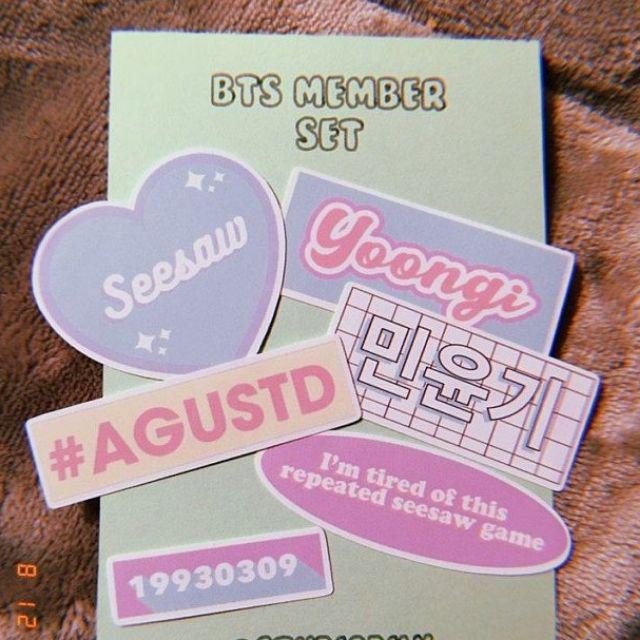 BTS MEMBER
SET
Seesaw
Yoongi
민윤기
#AGUSTD
I'm tired of this
repeated seesaw game
19930309
8 12